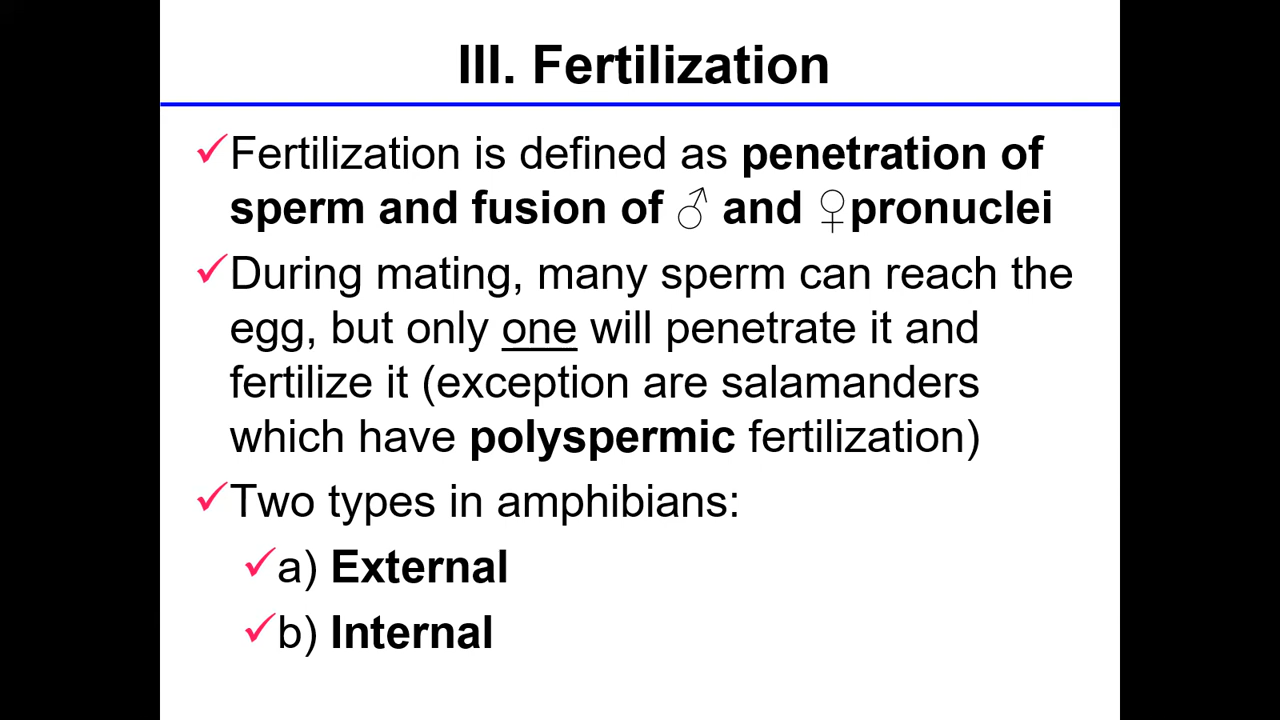 III. Fertilization
✓Fertilization is defined as penetration of
sperm and fusion of ♂ and ♀pronuclei
✓During mating, many sperm can reach the
egg, but only one will penetrate it and
fertilize it (exception are salamanders
which have polyspermic fertilization)
✓Two types in amphibians:
✓a) External
✓b) Internal